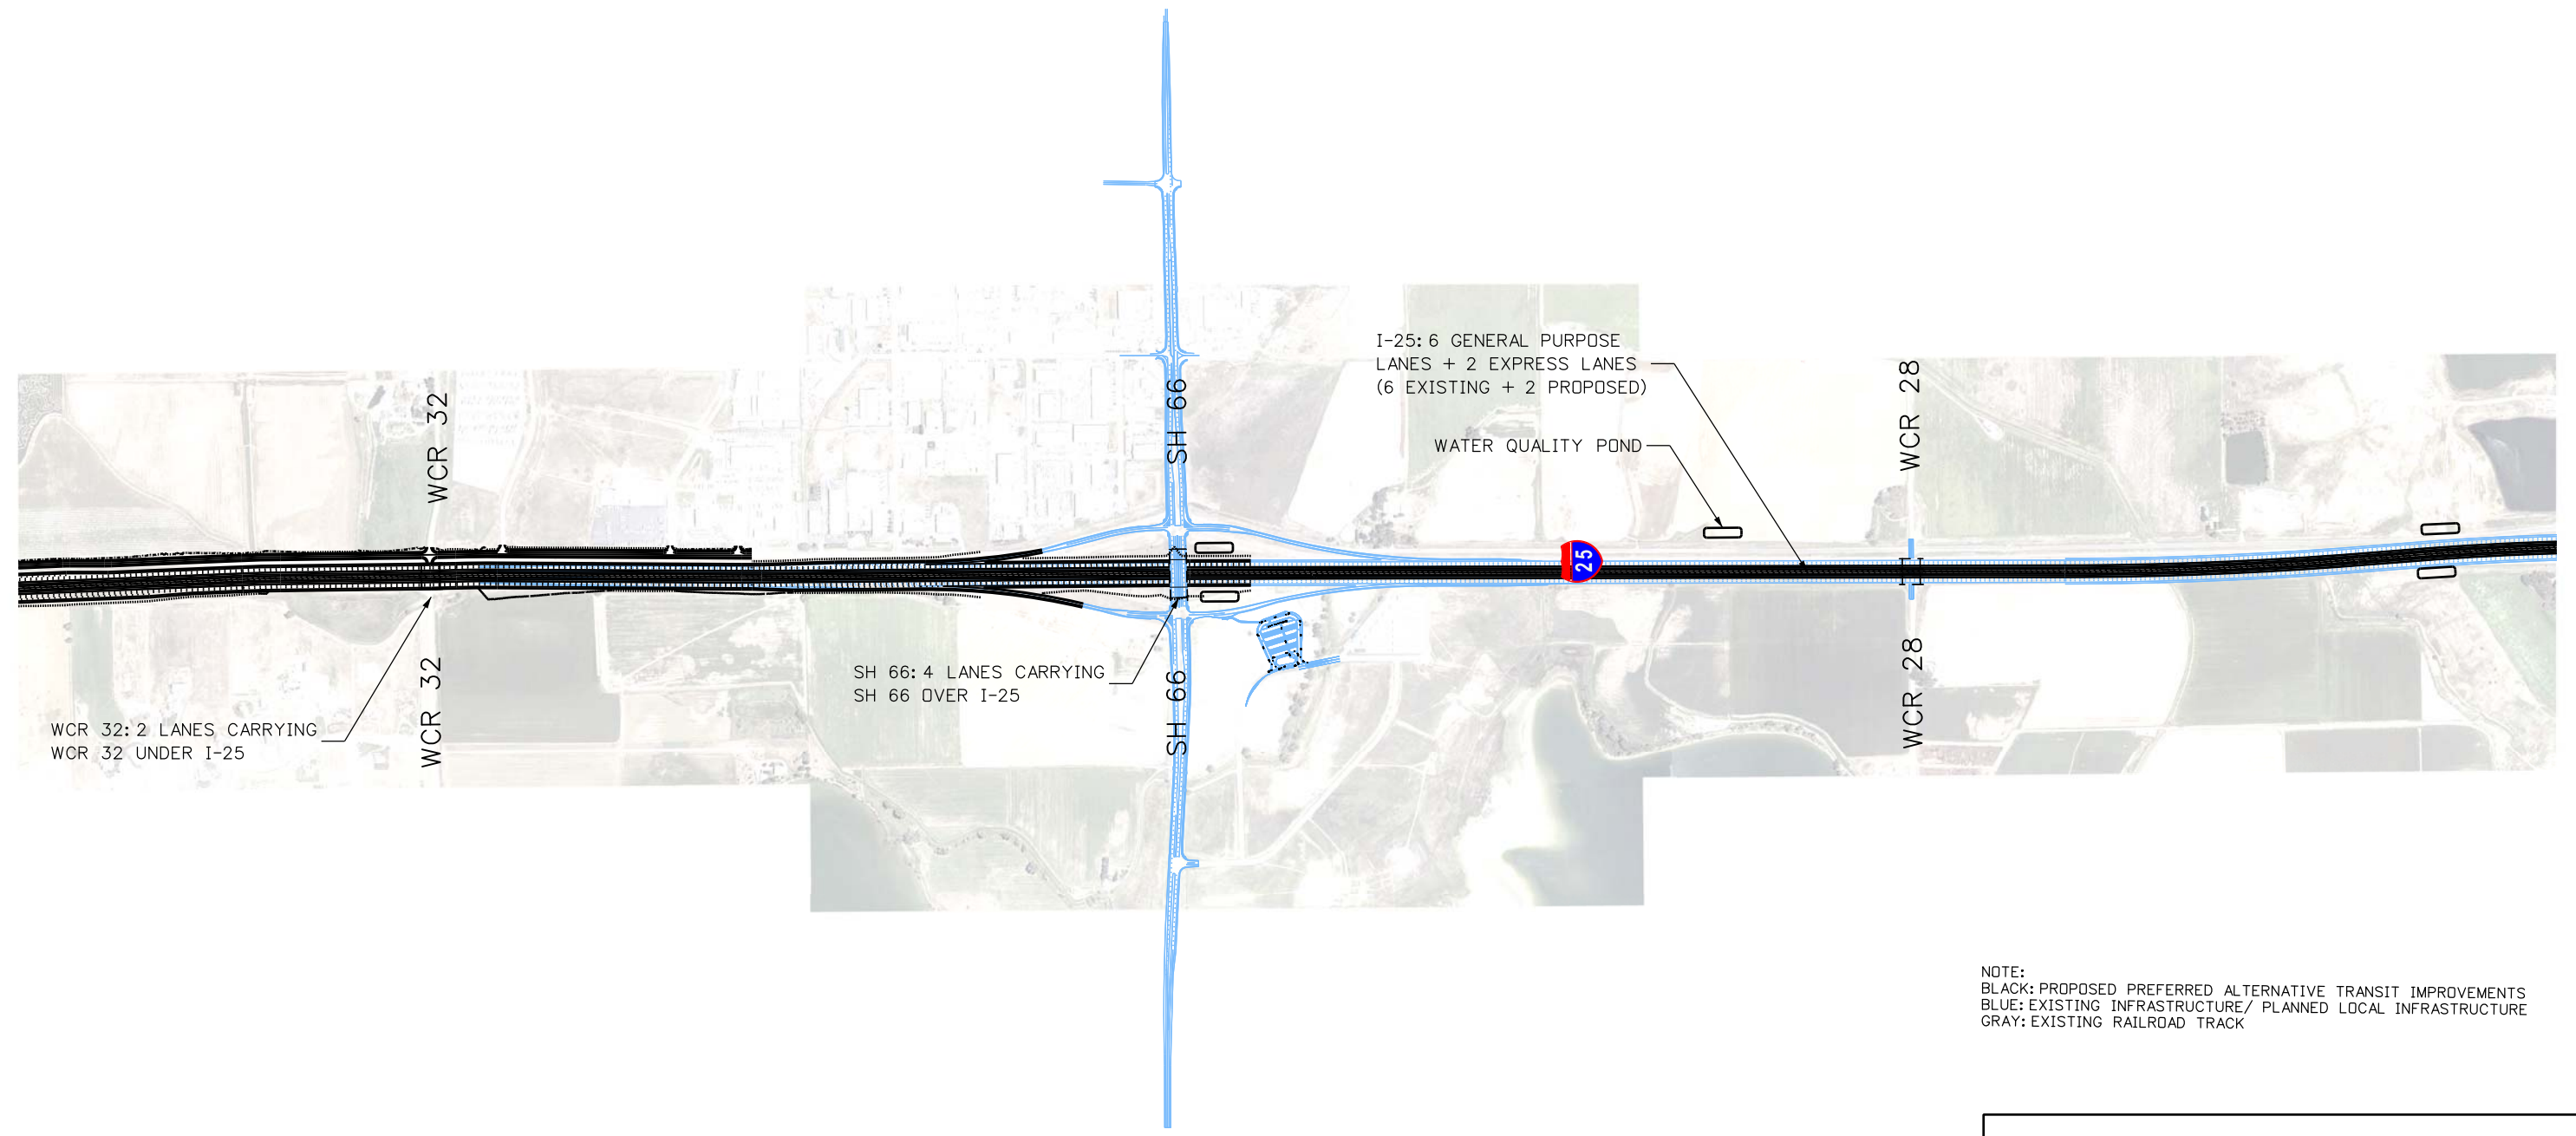 I-25: 6 GENERAL PURPOSE
LANES + 2 EXPRESS LANES
(6 EXISTING + 2 PROPOSED)
WATER QUALITY POND
WCR 32
SH 66
WCR 28
25
WCR 32
SH 66
WCR 28
SH 66: 4 LANES CARRYING
SH 66 OVER I-25
WCR 32: 2 LANES CARRYING
WCR 32 UNDER I-25
NOTE:
BLACK: PROPOSED PREFERRED ALTERNATIVE TRANSIT IMPROVEMENTS
BLUE: EXISTING INFRASTRUCTURE/ PLANNED LOCAL INFRASTRUCTURE
GRAY: EXISTING RAILROAD TRACK